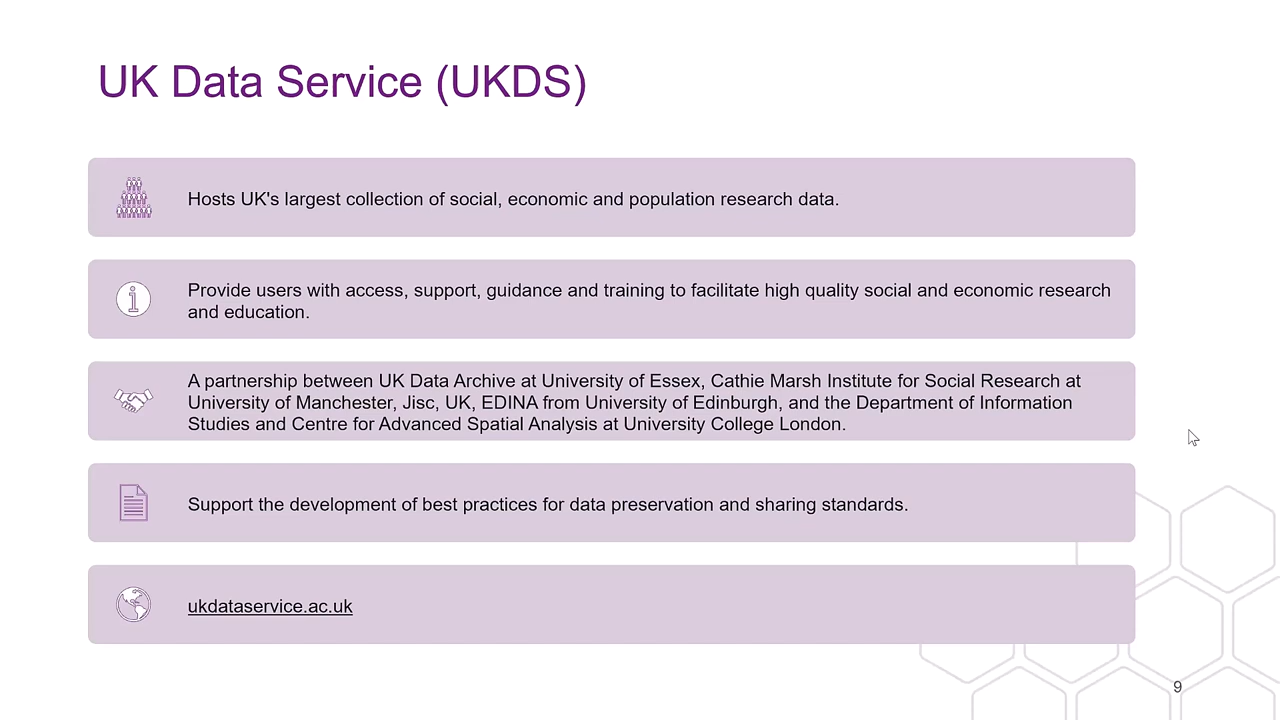 UK Data Service (UKDS)
Hosts UK's largest collection of social, economic and population research data.
Provide users with access, support, guidance and training to facilitate high quality social and economic research
and education.
A partnership between UK Data Archive at University of Essex, Cathie Marsh Institute for Social Research at
University of Manchester, Jisc, UK, EDINA from University of Edinburgh, and the Department of Information
Studies and Centre for Advanced Spatial Analysis at University College London.
Support the development of best practices for data preservation and sharing standards.
ukdataservice.ac.uk
9